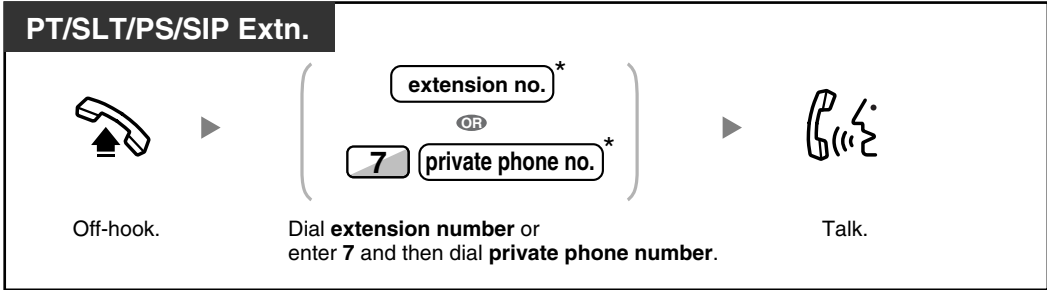 PT/SLT/PS/SIP Extn.
extension no.*
OR
7 private phone no.*
Off-hook.
Dial extension number or
enter 7 and then dial private phone number.
Talk.